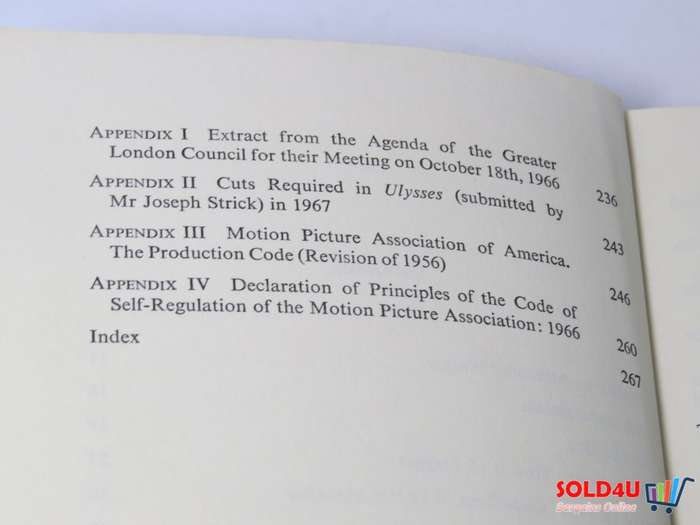 APPENDIX I Extract from the Agenda of the Greater
London Council for their Meeting on October 18th, 1966 236
APPENDIX II Cuts Required in Ulysses (submitted by
Mr Joseph Strick) in 1967 243
APPENDIX III Motion Picture Association of America.
The Production Code (Revision of 1956) 246
APPENDIX IV Declaration of Principles of the Code of
Self-Regulation of the Motion Picture Association: 1966 260
Index 267
SOLD4U
Bargains Online